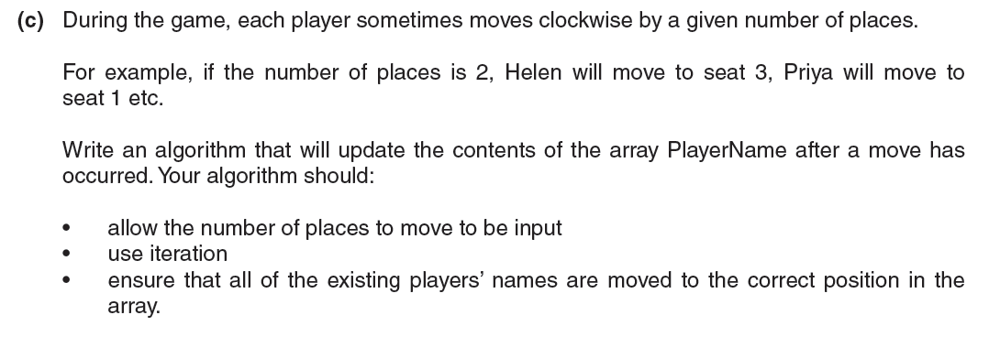 (c) During the game, each player sometimes moves clockwise by a given number of places.
For example, if the number of places is 2, Helen will move to seat 3, Priya will move to
seat 1 etc.
Write an algorithm that will update the contents of the array PlayerName after a move has
occurred. Your algorithm should:
• allow the number of places to move to be input
• use iteration
• ensure that all of the existing players’ names are moved to the correct position in the
array.